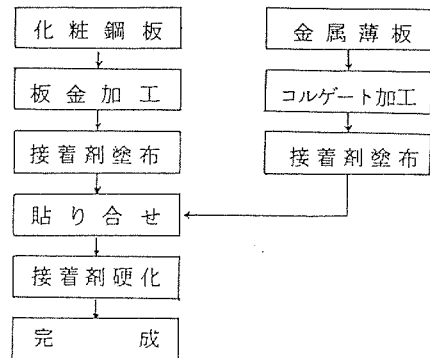 化粧鋼板
板金加工
接着剤塗布
貼り合せ
接着剤硬化
完成
金属薄板
コルゲート加工
接着剤塗布